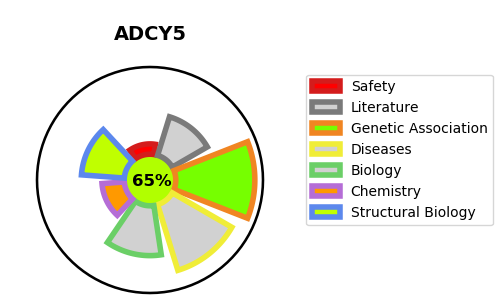 ADCY5
65%
Safety
Literature
Genetic Association
Diseases
Biology
Chemistry
Structural Biology